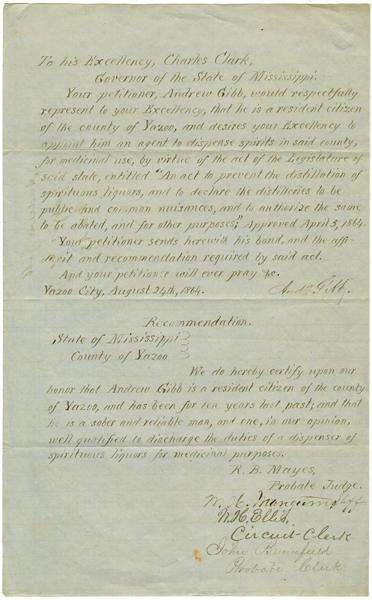 To his Excellency, Charles Clark,
Governor of the State of Mississippi.
Your petitioner, Andrew Gibb, would respectfully
represent to your Excellency, that he is a resident citizen
of the county of Yazoo, and desires your Excellency to
appoint him an agent to dispense spirits in said county,
for medicinal use, by virtue of the act of the Legislature of
said state, entitled "An act to prevent the distillation of
spirituous liquors, and to declare the distilleries to be
public and common nuisances, and to authorize the same
to be abated, and for other purposes;" Approved April 5, 1864.
Your petitioner sends herewith his bond, and the affi-
davit and recommendation required by said act.
And your petitioner will ever pray &c.
Yazoo City, August 24th, 1864. Andw Gibb.
Recommendation.
State of Mississippi
County of Yazoo
We do hereby certify upon our
honor that Andrew Gibb is a resident citizen of the county
of Yazoo, and has been for ten years last past; and that
he is a sober and reliable man, and one, in our opinion,
well qualified to discharge the duties of a dispenser of
spirituous liquors for medicinal purposes.
R. B. Mayes,
Probate Judge.
W. H. Mangum Shff
Ellis,
Circuit-Clerk
John
Probate Clerk